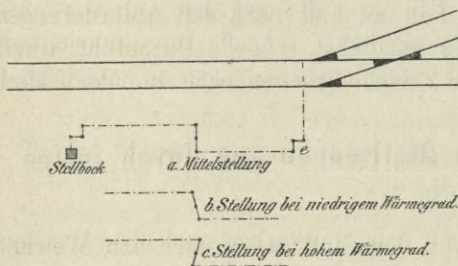 e
Stellbock
a. Mittelstellung
b. Stellung bei niedrigem Wärmegrad.
c. Stellung bei hohem Wärmegrad.